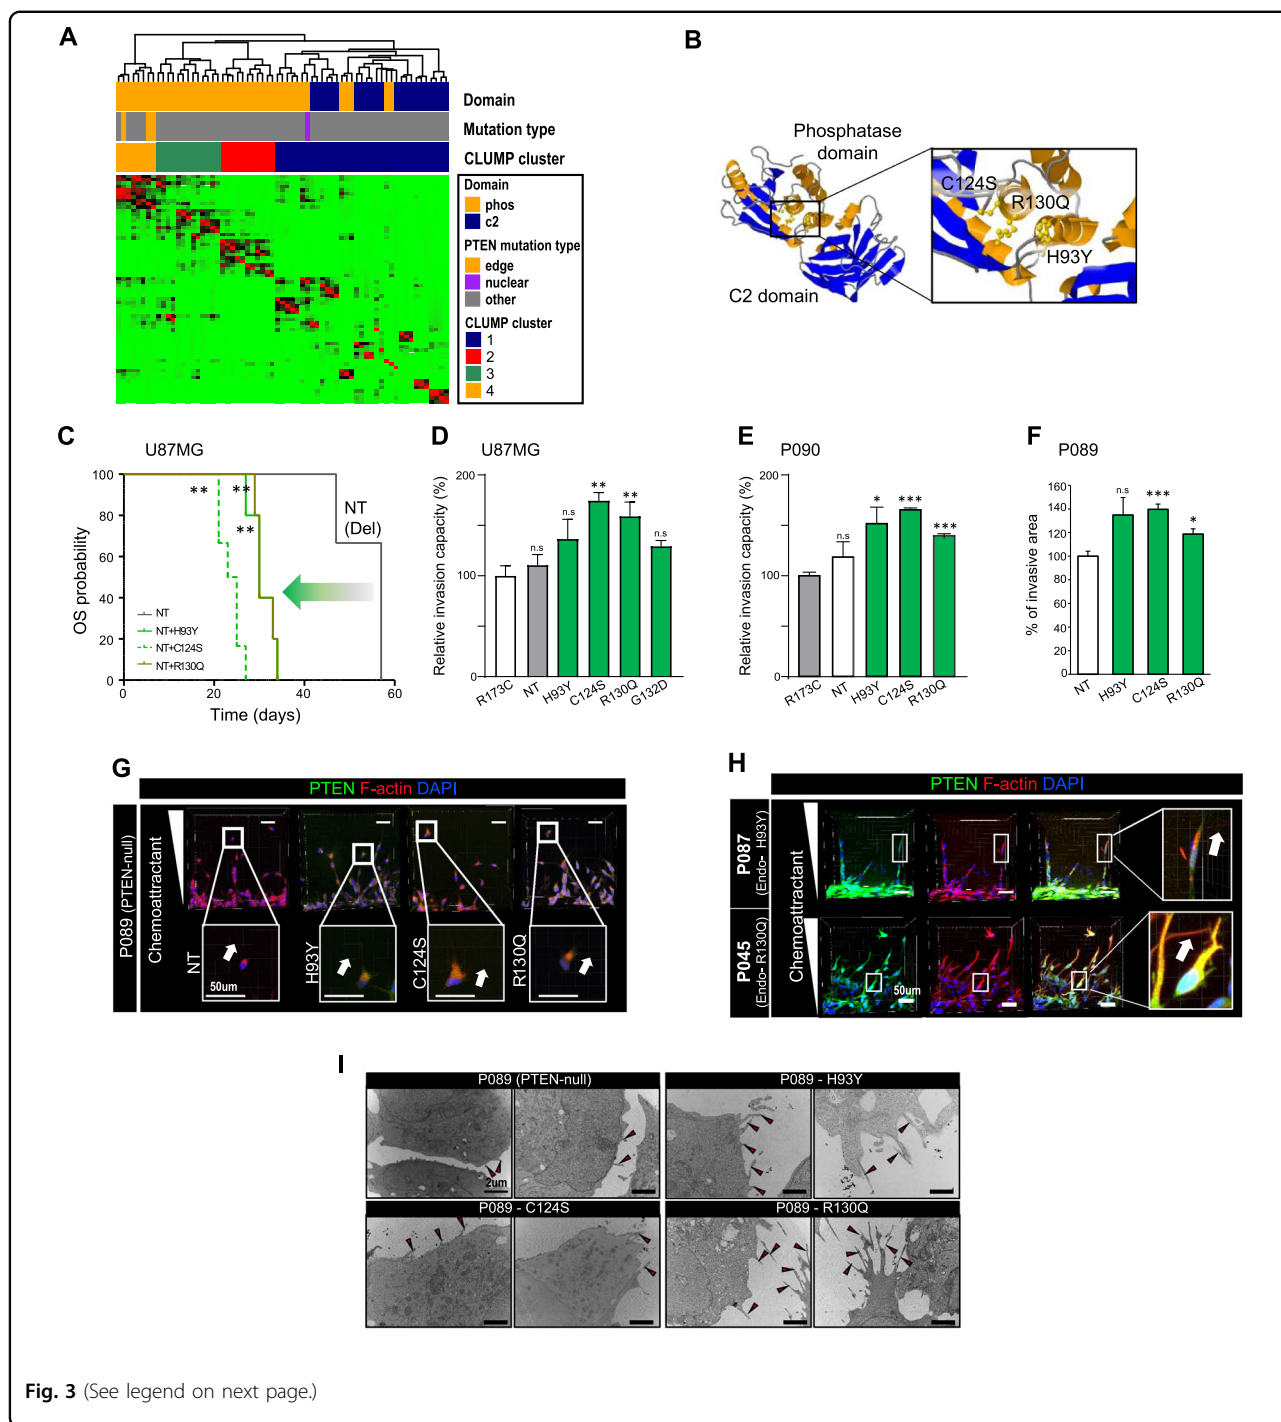 A
Domain
Mutation type
CLUMP cluster
Domain
phos
c2
PTEN mutation type
edge
nuclear
other
CLUMP cluster
1
2
3
4
B
Phosphatase
domain
C2 domain
C124S
R130Q
H93Y
C
U87MG
OS probability
100
80
60
40
20
0
** **
**
NT
(Del)
NT
NT+H93Y
NT+C124S
NT+R130Q
0 20 40 60
Time (days)
D
U87MG
Relative invasion capacity (%)
200
100
0
n.s
n.s
**
**
n.s
R173C NT H93Y C124S R130Q G132D
E
P090
Relative invasion capacity (%)
200
100
0
n.s
*
***
***
R173C NT H93Y C124S R130Q
F
P089
% of invasive area
160
140
120
100
80
60
40
20
0
n.s
***
*
NT H93Y C124S R130Q
G
PTEN F-actin DAPI
P089 (PTEN-null)
Chemoattractant
NT
H93Y
C124S
R130Q
50um
H
PTEN F-actin DAPI
P087
(Endo- H93Y)
P045
(Endo- R130Q)
Chemoattractant
50um
I
P089 (PTEN-null)
P089 - H93Y
2um
P089 - C124S
P089 - R130Q
Fig. 3 (See legend on next page.)